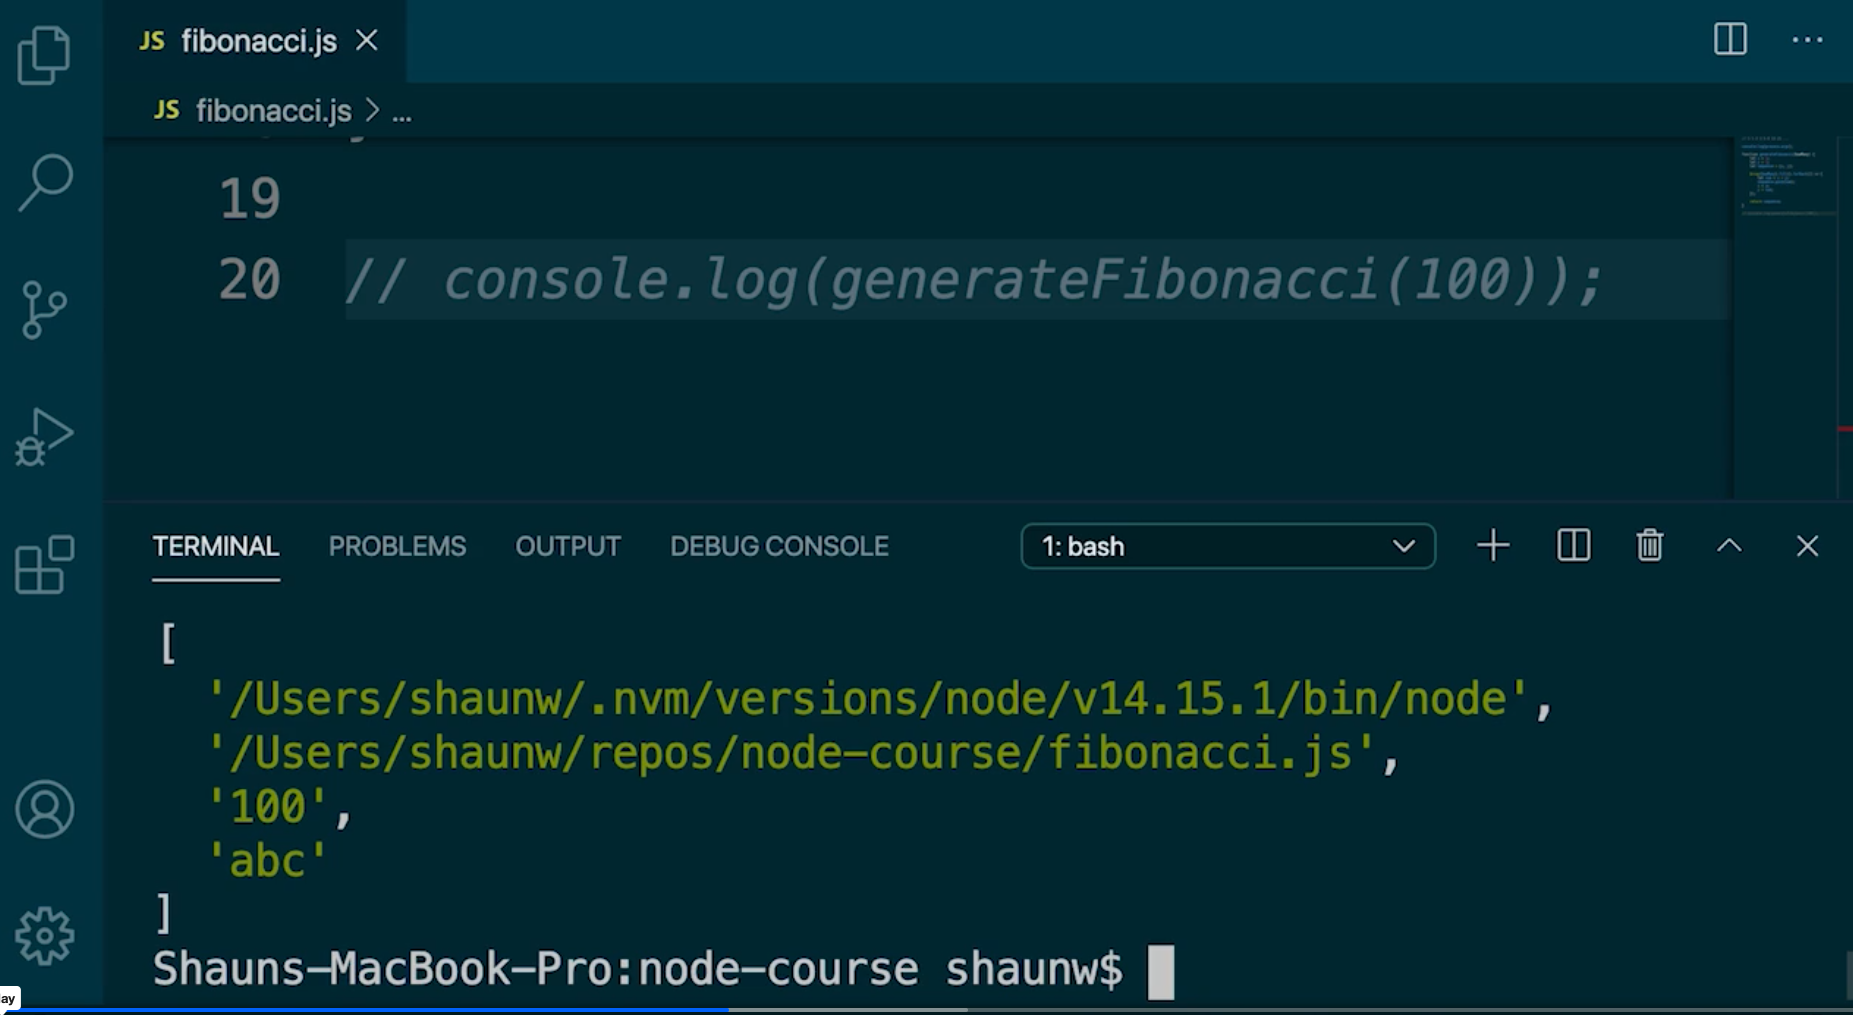 JS fibonacci.js
JS fibonacci.js > ...
19
20 // console.log(generateFibonacci(100));
TERMINAL PROBLEMS OUTPUT DEBUG CONSOLE 1: bash
[
'/Users/shaunw/.nvm/versions/node/v14.15.1/bin/node',
'/Users/shaunw/repos/node-course/fibonacci.js',
'100',
'abc'
]
Shauns-MacBook-Pro:node-course shaunw$